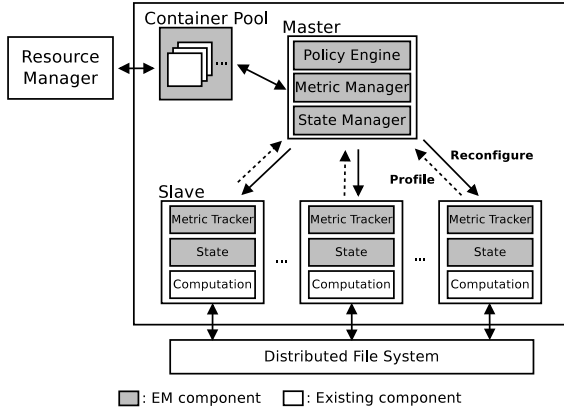 Container Pool
Resource
Manager
...
Master
Policy Engine
Metric Manager
State Manager
Reconfigure
Profile
Slave
Metric Tracker
State
Computation
...
Metric Tracker
State
Computation
...
Metric Tracker
State
Computation
Distributed File System
: EM component
: Existing component